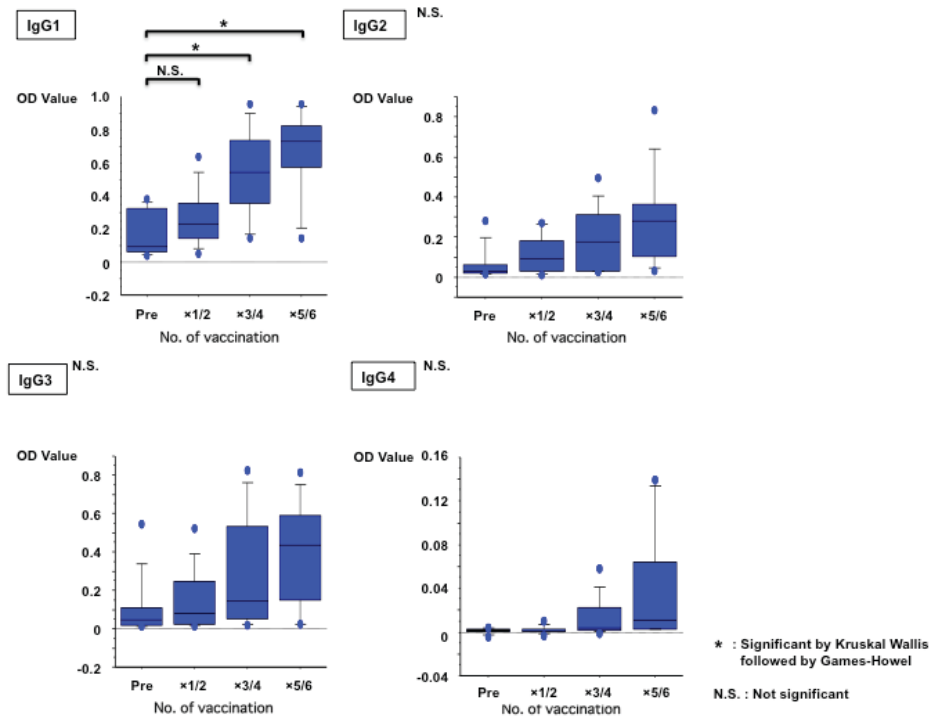 IgG1
*
*
N.S.
OD Value
1.0
0.8
0.6
0.4
0.2
0
-0.2
Pre ×1/2 ×3/4 ×5/6
No. of vaccination
IgG2
N.S.
OD Value
0.8
0.6
0.4
0.2
0
Pre ×1/2 ×3/4 ×5/6
No. of vaccination
IgG3
N.S.
OD Value
0.8
0.6
0.4
0.2
0
-0.2
Pre ×1/2 ×3/4 ×5/6
No. of vaccination
IgG4
N.S.
OD Value
0.16
0.12
0.08
0.04
0
-0.04
Pre ×1/2 ×3/4 ×5/6
No. of vaccination
* : Significant by Kruskal Wallis
followed by Games-Howel
N.S. : Not significant